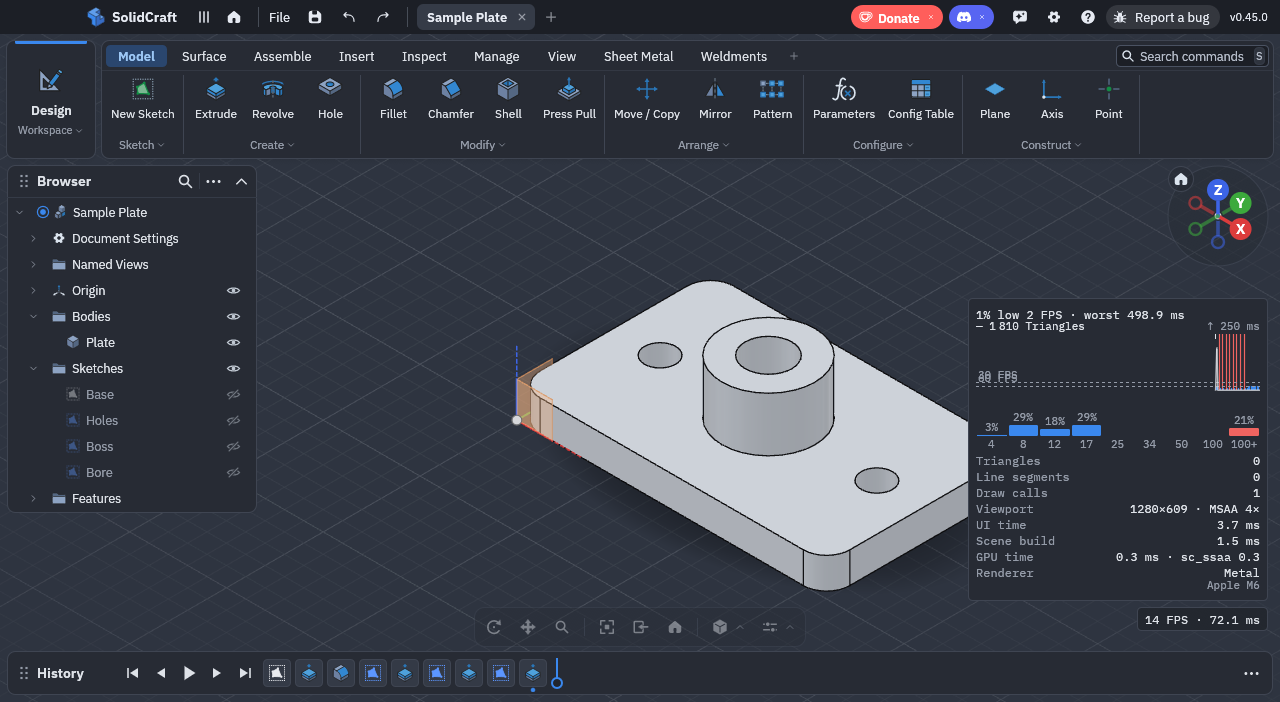 SolidCraft
File
Sample Plate
Donate
Report a bug
v0.45.0
Design
Workspace
Model
Surface
Assemble
Insert
Inspect
Manage
View
Sheet Metal
Weldments
Search commands
S
New Sketch
Extrude
Revolve
Hole
Fillet
Chamfer
Shell
Press Pull
Move / Copy
Mirror
Pattern
Parameters
Config Table
Plane
Axis
Point
Sketch
Create
Modify
Arrange
Configure
Construct
Browser
Sample Plate
Document Settings
Named Views
Origin
Bodies
Plate
Sketches
Base
Holes
Boss
Bore
Features
Z
Y
X
1% low 2 FPS · worst 498.9 ms
1810 Triangles
↑ 250 ms
30 FPS
60 FPS
3% 29% 18% 29% 21%
4 8 12 17 25 34 50 100 100+
Triangles 0
Line segments 0
Draw calls 1
Viewport 1280×609 · MSAA 4×
UI time 3.7 ms
Scene build 1.5 ms
GPU time 0.3 ms · sc_ssaa 0.3
Renderer Metal
Apple M6
14 FPS · 72.1 ms
History